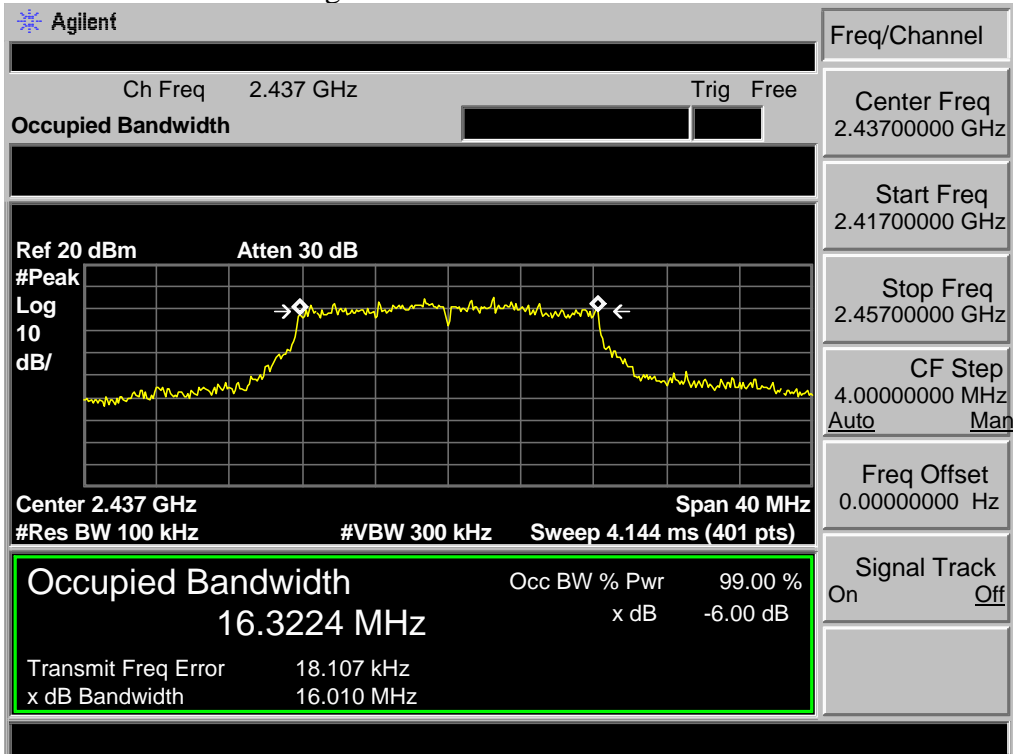 Agilent
Freq/Channel
Ch Freq 2.437 GHz Trig Free
Occupied Bandwidth
Center Freq
2.43700000 GHz
Start Freq
2.41700000 GHz
Ref 20 dBm Atten 30 dB
#Peak
Log
10
dB/
Stop Freq
2.45700000 GHz
CF Step
4.00000000 MHz
Auto Man
Center 2.437 GHz Span 40 MHz
#Res BW 100 kHz #VBW 300 kHz Sweep 4.144 ms (401 pts)
Freq Offset
0.00000000 Hz
Occupied Bandwidth Occ BW % Pwr 99.00 %
16.3224 MHz x dB -6.00 dB
Signal Track
On Off
Transmit Freq Error 18.107 kHz
x dB Bandwidth 16.010 MHz